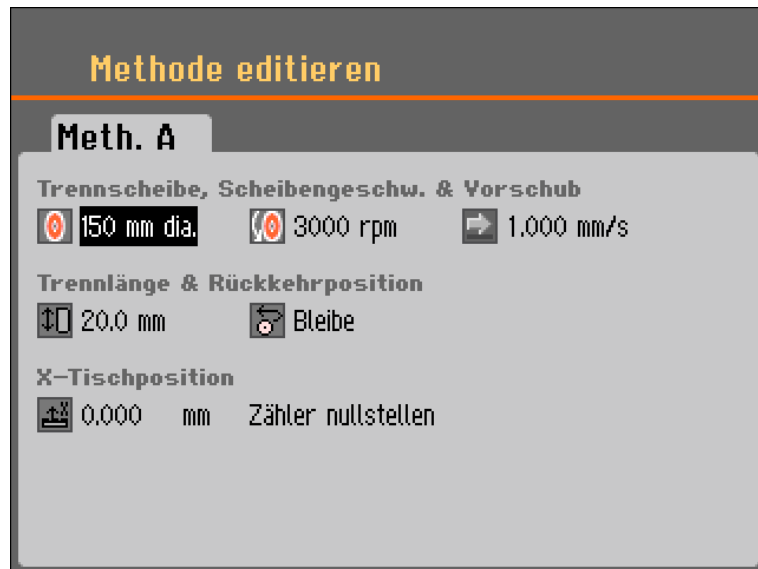 Methode editieren
Meth. A
Trennscheibe, Scheibengeschw. & Vorschub
150 mm dia. 3000 rpm 1.000 mm/s
Trennlänge & Rückkehrposition
20.0 mm Bleibe
X-Tischposition
0.000 mm Zähler nullstellen